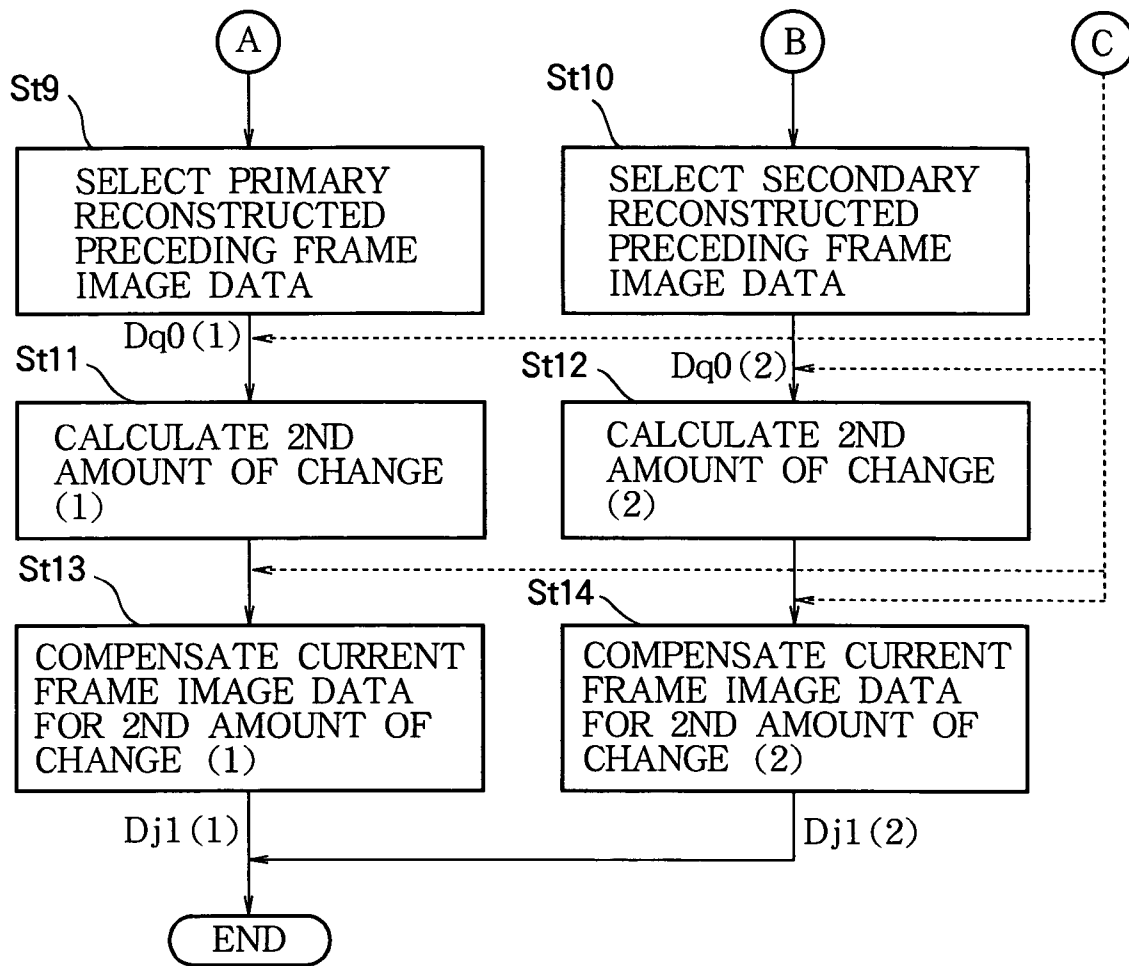 A
B
C
St9
St10
SELECT PRIMARY
RECONSTRUCTED
PRECEDING FRAME
IMAGE DATA
SELECT SECONDARY
RECONSTRUCTED
PRECEDING FRAME
IMAGE DATA
Dq0(1)
Dq0(2)
St11
St12
CALCULATE 2ND
AMOUNT OF CHANGE
(1)
CALCULATE 2ND
AMOUNT OF CHANGE
(2)
St13
St14
COMPENSATE CURRENT
FRAME IMAGE DATA
FOR 2ND AMOUNT OF
CHANGE (1)
COMPENSATE CURRENT
FRAME IMAGE DATA
FOR 2ND AMOUNT OF
CHANGE (2)
Dj1(1)
Dj1(2)
END